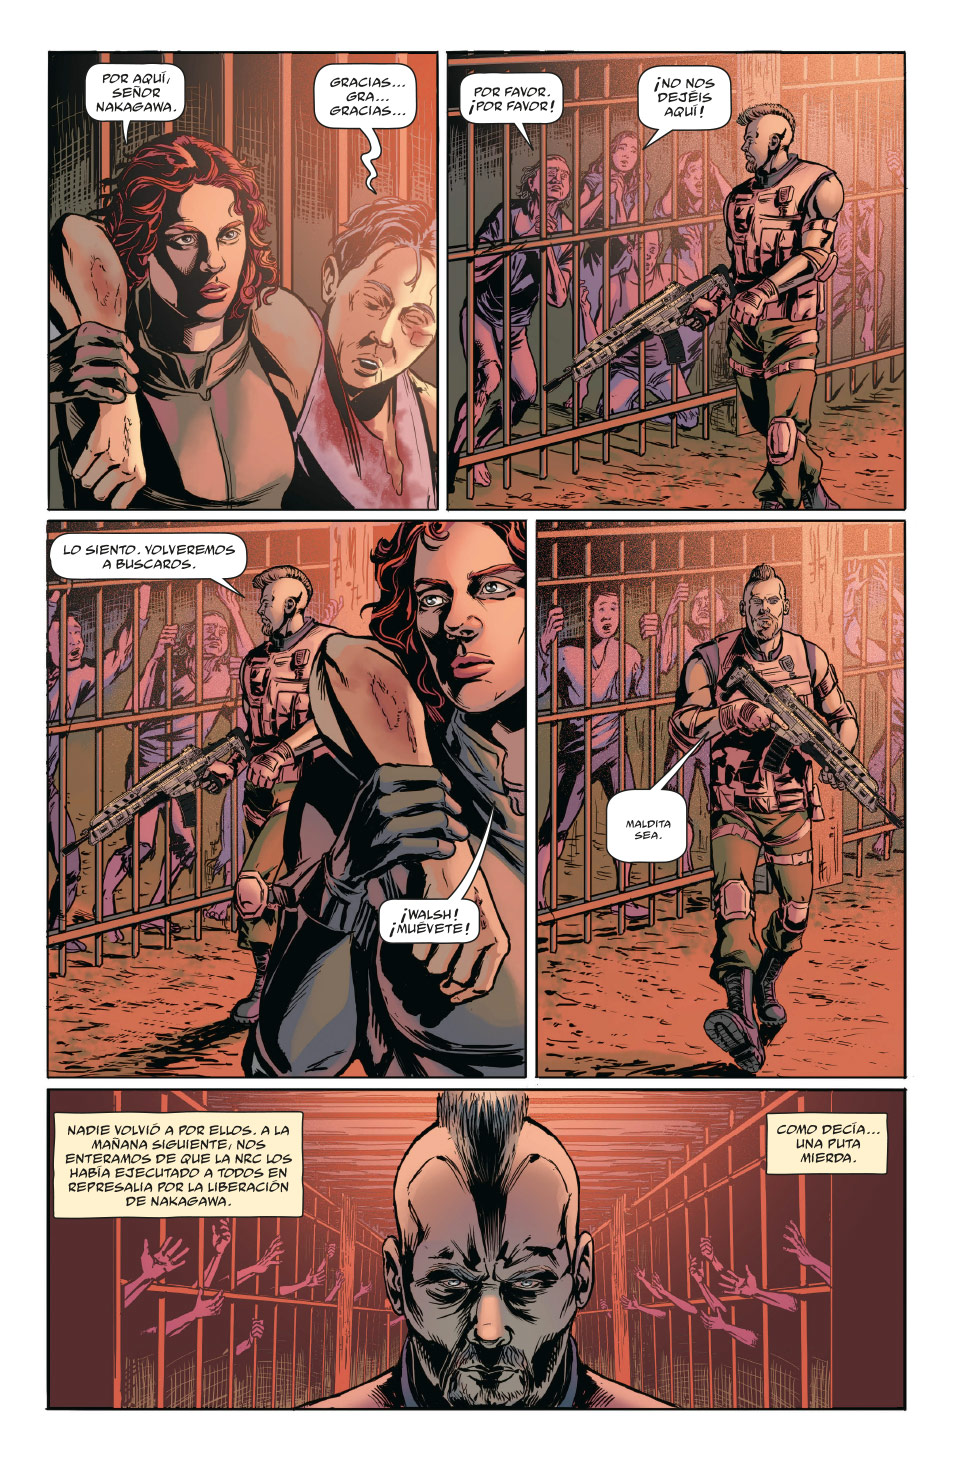 POR AQUÍ,
SEÑOR
NAKAGAWA.
GRACIAS...
GRA...
GRACIAS...
POR FAVOR.
¡POR FAVOR!
¡NO NOS
DEJÉIS
AQUÍ!
LO SIENTO. VOLVEREMOS
A BUSCAROS.
¡WALSH!
¡MUÉVETE!
MALDITA
SEA.
NADIE VOLVIÓ A POR ELLOS. A LA
MAÑANA SIGUIENTE, NOS
ENTERAMOS DE QUE LA NRC LOS
HABÍA EJECUTADO A TODOS EN
REPRESALIA POR LA LIBERACIÓN
DE NAKAGAWA.
COMO DECÍA...
UNA PUTA
MIERDA.